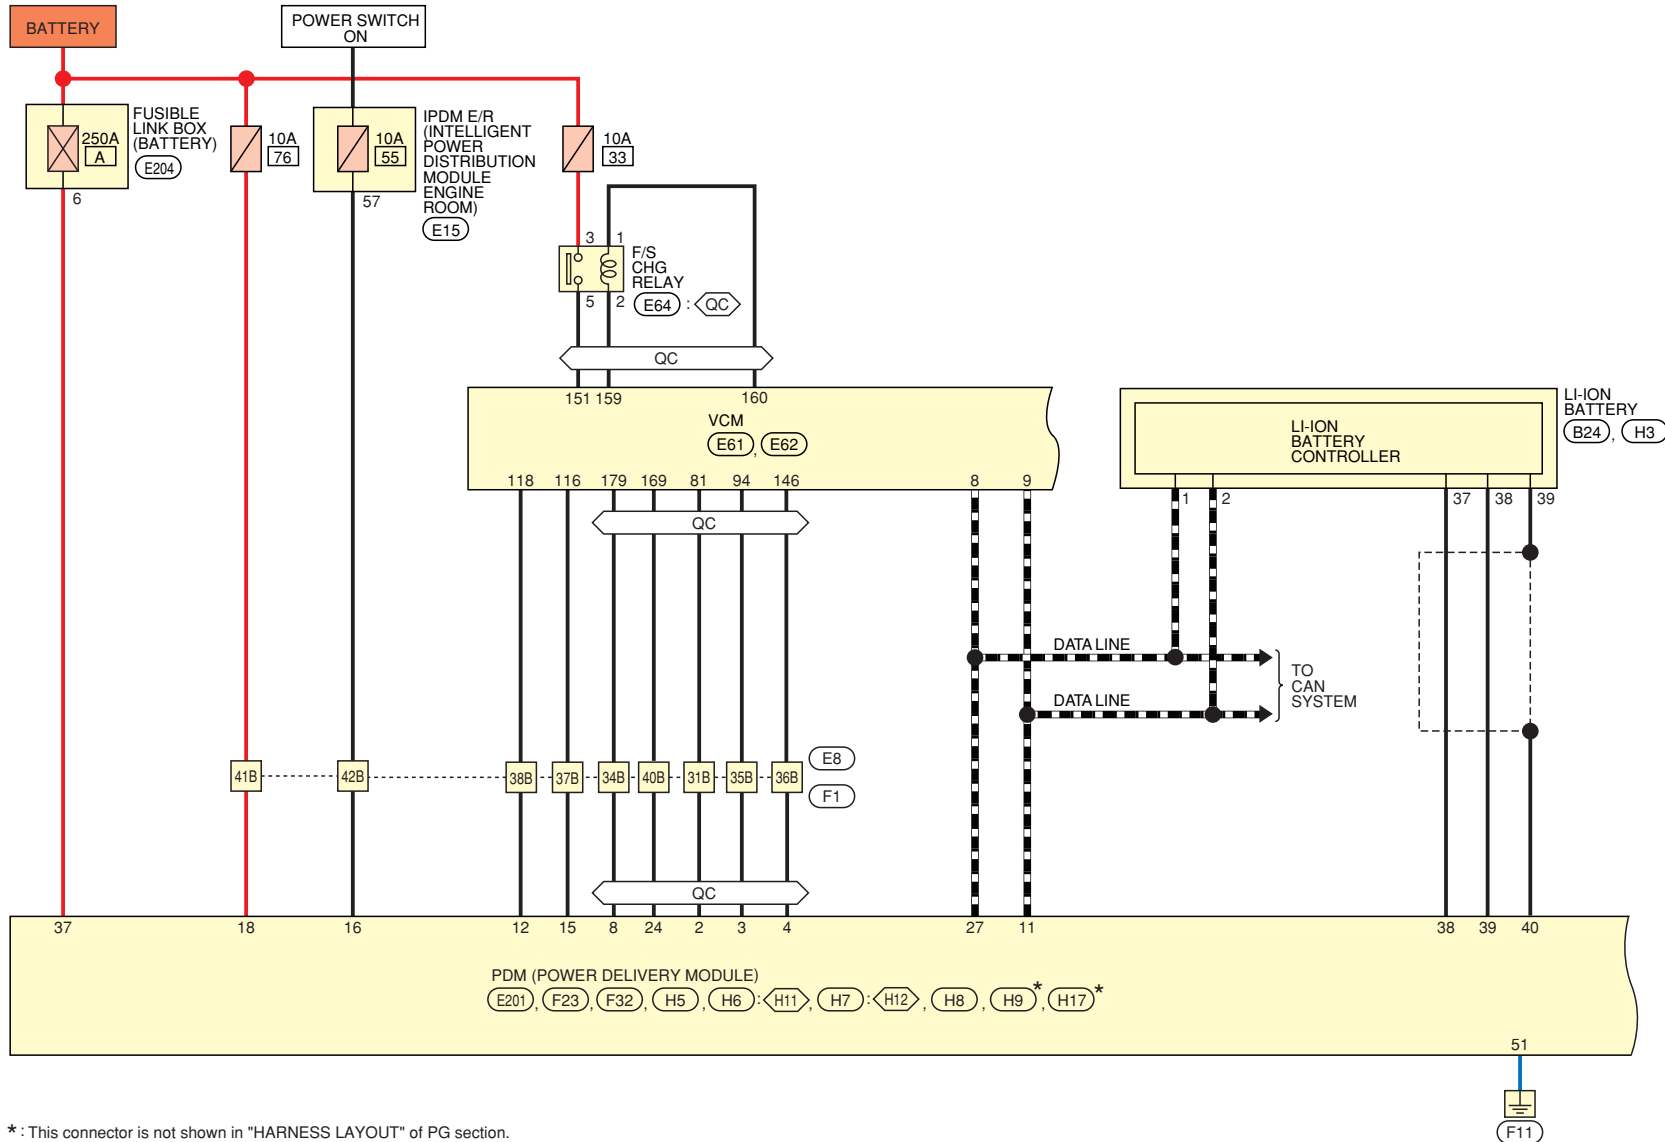 BATTERY
POWER SWITCH
ON
FUSIBLE
LINK BOX
(BATTERY)
E204
250A
A
6
10A
76
10A
55
57
IPDM E/R
(INTELLIGENT
POWER
DISTRIBUTION
MODULE
ENGINE
ROOM)
E15
10A
33
3 1
5 2
F/S
CHG
RELAY
E64 : QC
QC
151 159 160
VCM
E61 , E62
118 116 179 169 81 94 146 8 9
QC
LI-ION
BATTERY
B24 , H3
LI-ION
BATTERY
CONTROLLER
1 2 37 38 39
DATA LINE
DATA LINE
TO
CAN
SYSTEM
41B 42B 38B 37B 34B 40B 31B 35B 36B
E8
F1
QC
37 18 16 12 15 8 24 2 3 4 27 11 38 39 40
PDM (POWER DELIVERY MODULE)
E201 , F23 , F32 , H5 , H6 : H11 , H7 : H12 , H8 , H9 * , H17 *
51
F11
* : This connector is not shown in "HARNESS LAYOUT" of PG section.